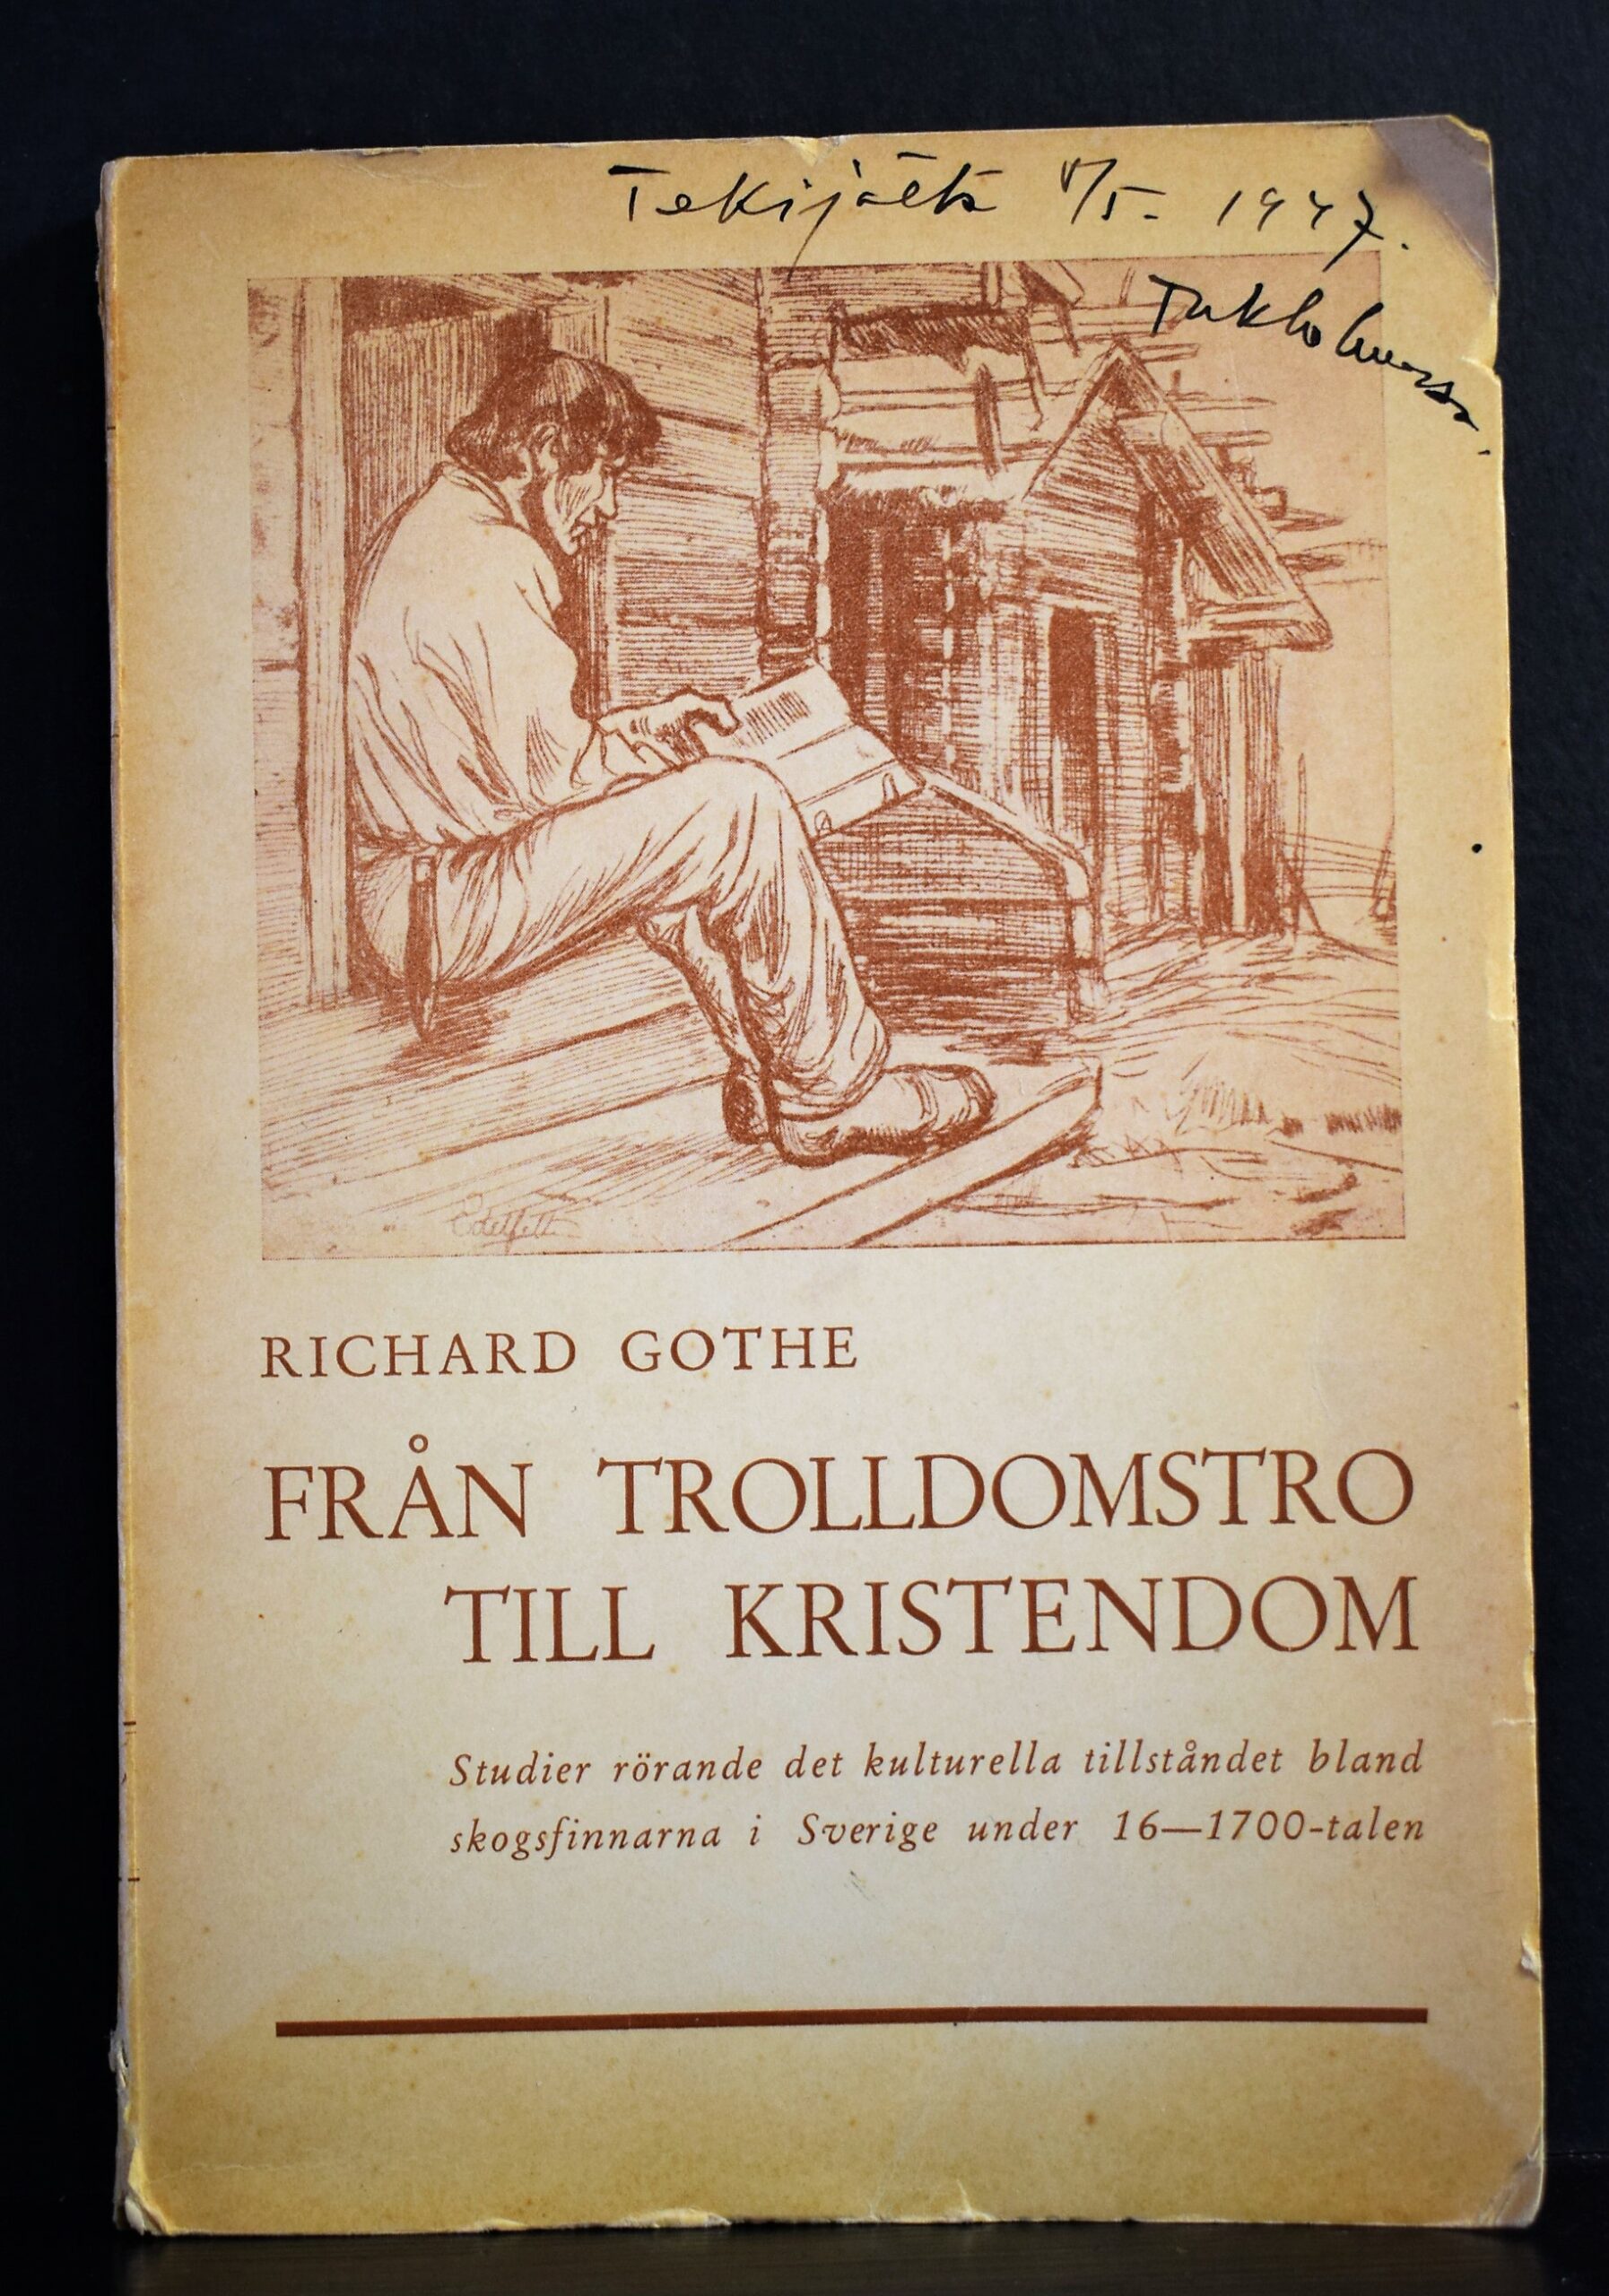 Tekijältä 4/5- 1947.
Tukholmassa.
Edelfelt
RICHARD GOTHE
FRÅN TROLLDOMSTRO
TILL KRISTENDOM
Studier rörande det kulturella tillståndet bland
skogsfinnarna i Sverige under 16—1700-talen